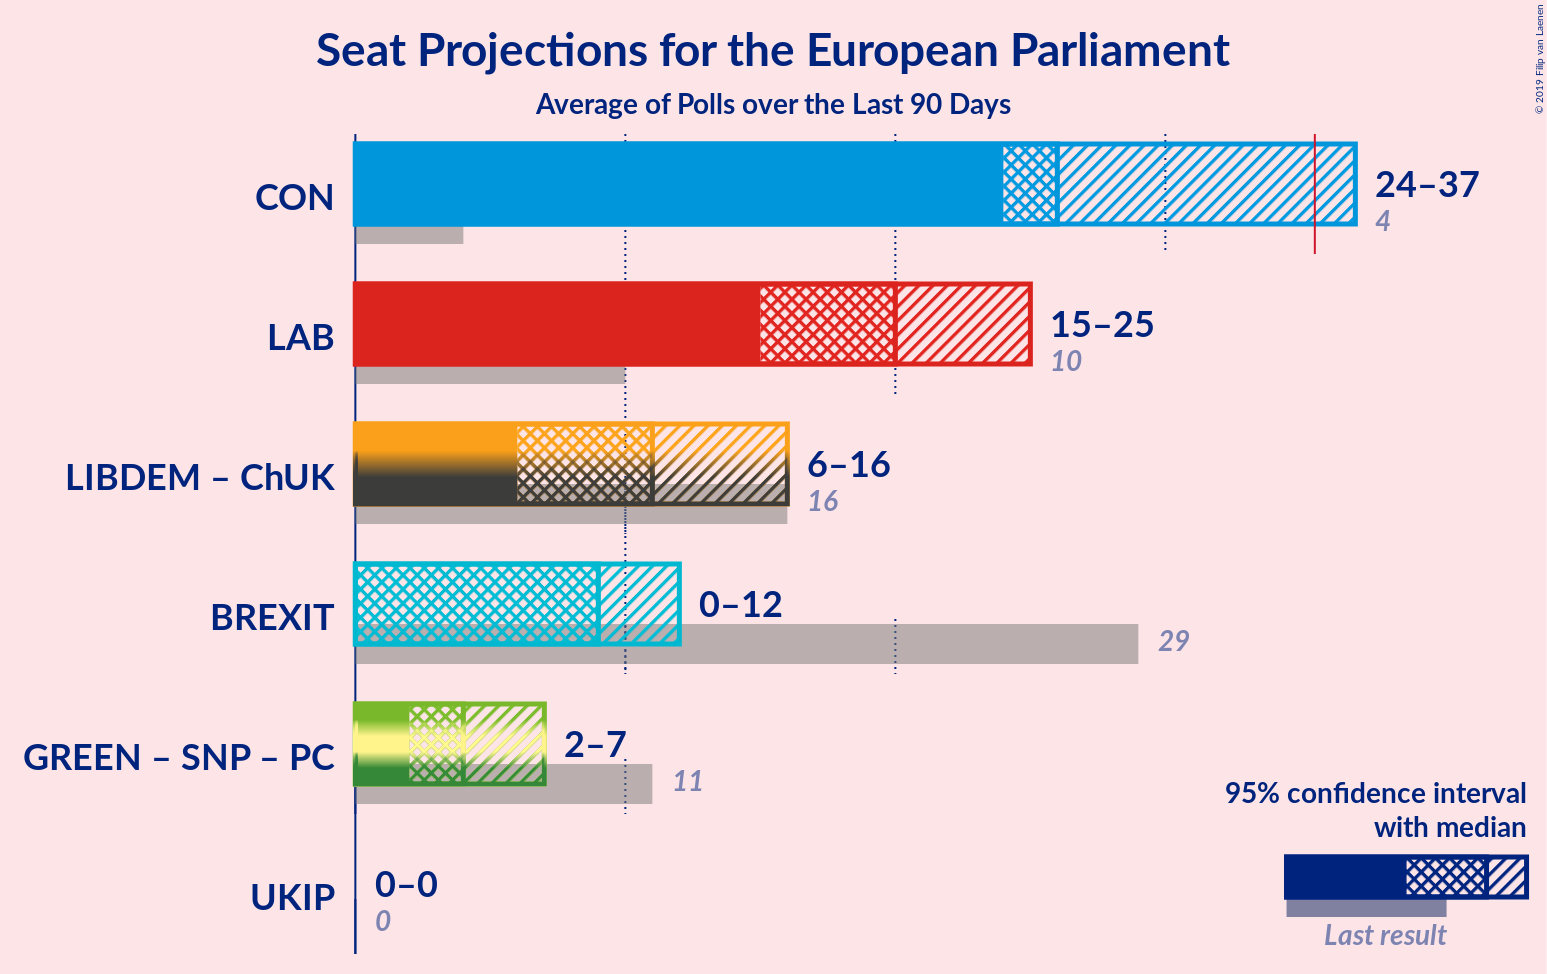 Seat Projections for the European Parliament
Average of Polls over the Last 90 Days
© 2019 Filip van Laenen
CON
24–37
4
LAB
15–25
10
LIBDEM – ChUK
6–16
16
BREXIT
0–12
29
GREEN – SNP – PC
2–7
11
UKIP
0–0
0
95% confidence interval
with median
Last result